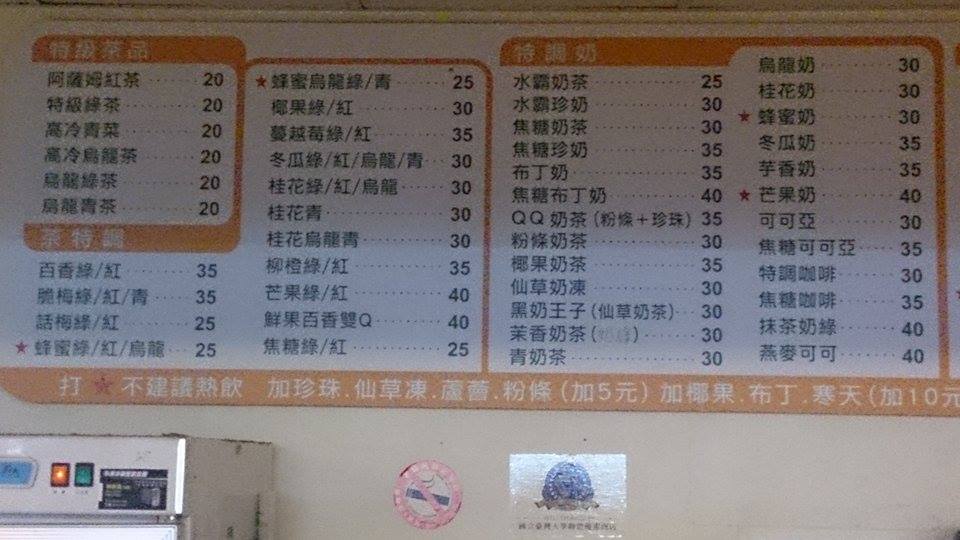 特級茶品
阿薩姆紅茶 20
特級綠茶 20
高冷青菜 20
高冷烏龍茶 20
烏龍綠茶 20
烏龍青茶 20
茶特調
百香綠/紅 35
脆梅綠/紅/青 35
話梅綠/紅 25
★蜂蜜綠/紅/烏龍 25
★蜂蜜烏龍綠/青 25
椰果綠/紅 30
蔓越莓綠/紅 35
冬瓜綠/紅/烏龍/青 30
桂花綠/紅/烏龍 30
桂花青 30
桂花烏龍青 30
柳橙綠/紅 35
芒果綠/紅 40
鮮果百香雙Q 40
焦糖綠/紅 25
特調奶
水霸奶茶 25
水霸珍奶 30
焦糖奶茶 30
焦糖珍奶 35
布丁奶 35
焦糖布丁奶 40
QQ奶茶(粉條+珍珠) 35
粉條奶茶 30
椰果奶茶 35
仙草奶凍 30
黑奶王子(仙草奶茶) 30
茉香奶茶(奶綠) 30
青奶茶 30
烏龍奶 30
桂花奶 30
★蜂蜜奶 30
冬瓜奶 35
芋香奶 35
★芒果奶 40
可可亞 30
焦糖可可亞 35
特調咖啡 30
焦糖咖啡 35
抹茶奶綠 40
燕麥可可 40
打★不建議熱飲 加珍珠.仙草凍.蘆薈.粉條(加5元)加椰果.布丁.寒天(加10元